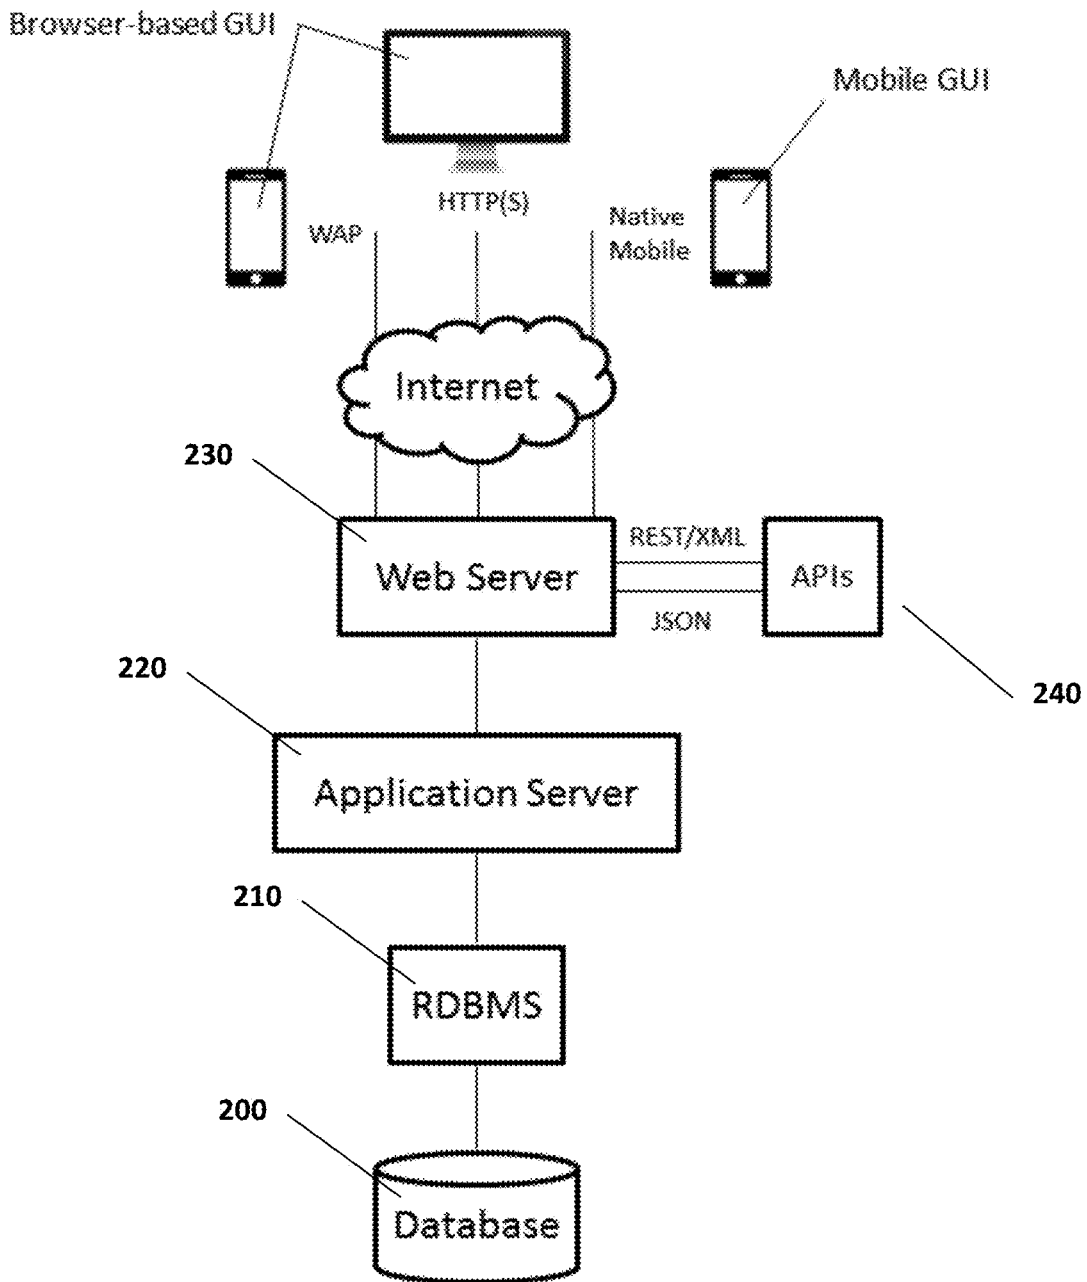 Browser-based GUI
Mobile GUI
HTTP(S)
WAP
Native
Mobile
Internet
230
REST/XML
Web Server
APIs
JSON
220
240
Application Server
210
RDBMS
200
Database